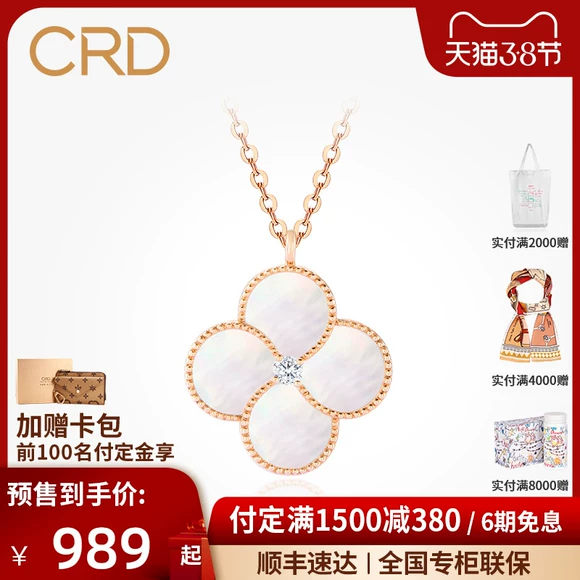 CRD
天猫3·8节
实付满2000赠
实付满4000赠
CRD
加赠卡包
前100名付定金享
实付满8000赠
预售到手价:
¥ 989 起
付定满1500减380 / 6期免息
顺丰速达 | 全国专柜联保